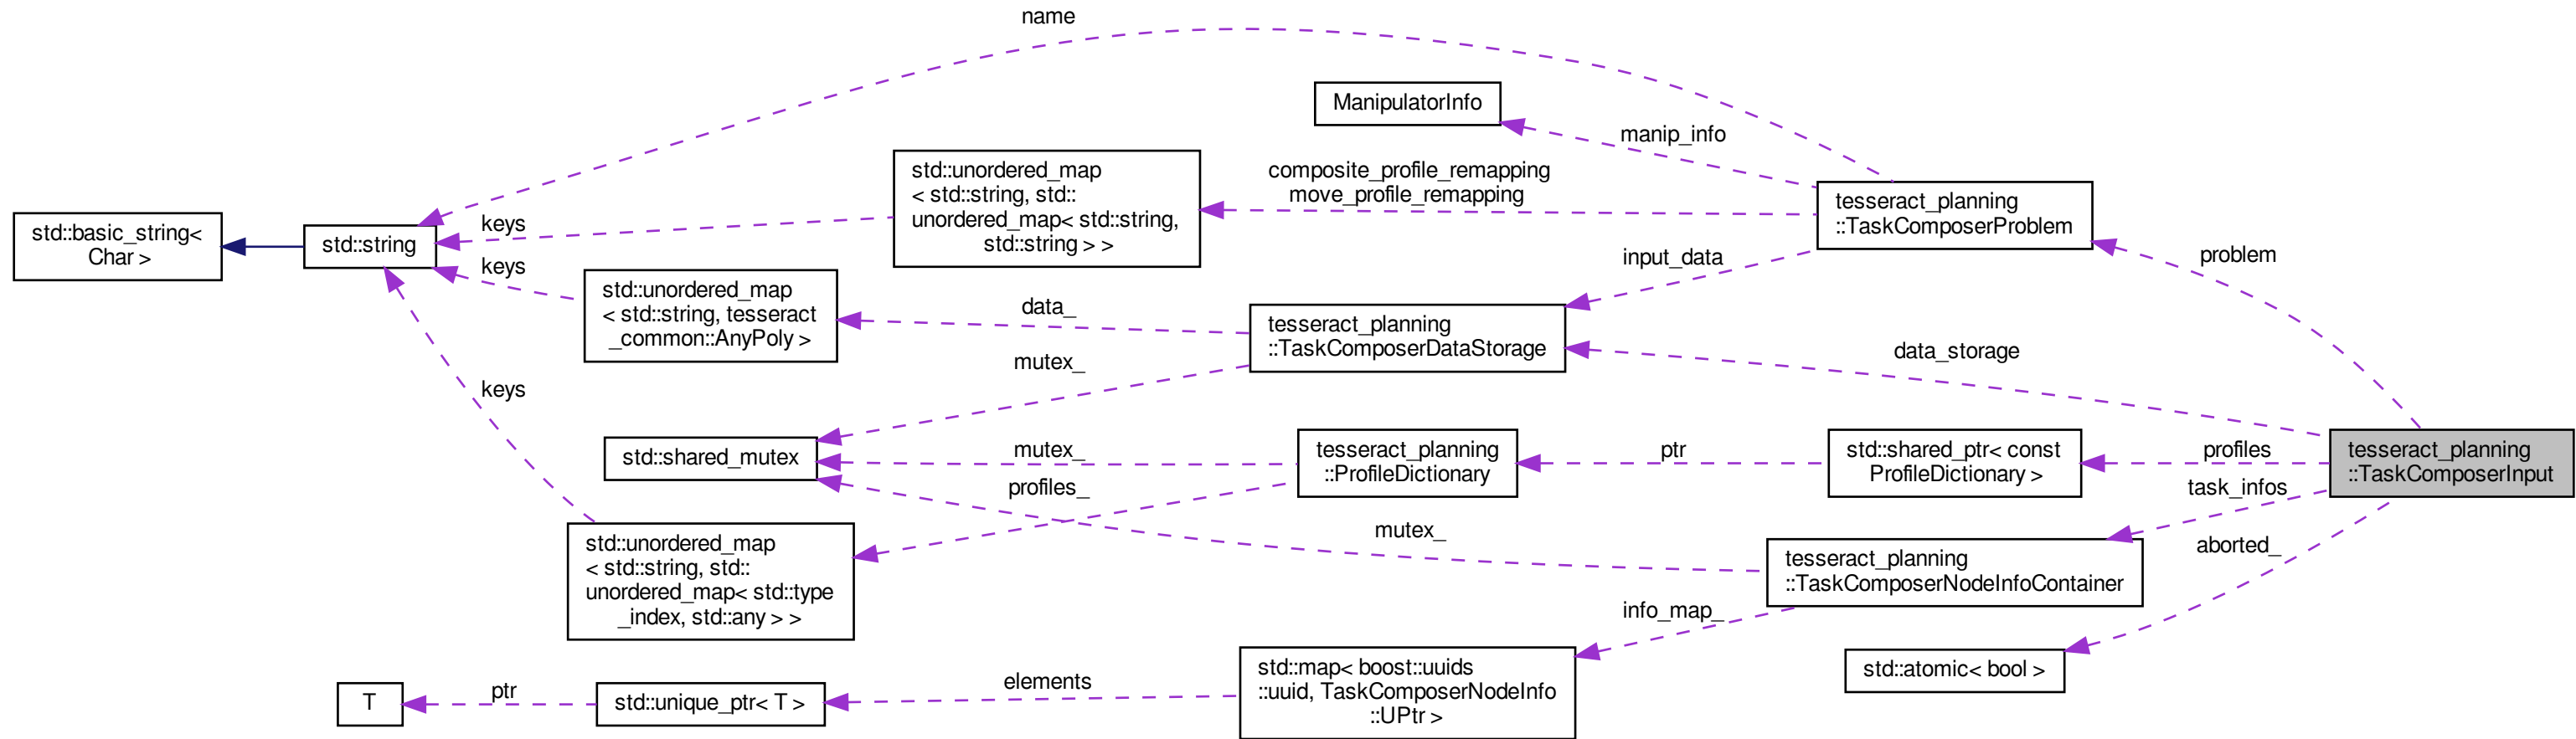 name
ManipulatorInfo
manip_info
std::unordered_map
< std::string, std::
unordered_map< std::string,
std::string > >
composite_profile_remapping
move_profile_remapping
tesseract_planning
::TaskComposerProblem
std::basic_string<
Char >
std::string
keys
keys
input_data
problem
std::unordered_map
< std::string, tesseract
_common::AnyPoly >
data_
tesseract_planning
::TaskComposerDataStorage
data_storage
mutex_
keys
std::shared_mutex
mutex_
tesseract_planning
::ProfileDictionary
ptr
std::shared_ptr< const
ProfileDictionary >
profiles
tesseract_planning
::TaskComposerInput
profiles_
task_infos
mutex_
aborted_
std::unordered_map
< std::string, std::
unordered_map< std::type
_index, std::any > >
tesseract_planning
::TaskComposerNodeInfoContainer
info_map_
std::atomic< bool >
T
ptr
std::unique_ptr< T >
elements
std::map< boost::uuids
::uuid, TaskComposerNodeInfo
::UPtr >